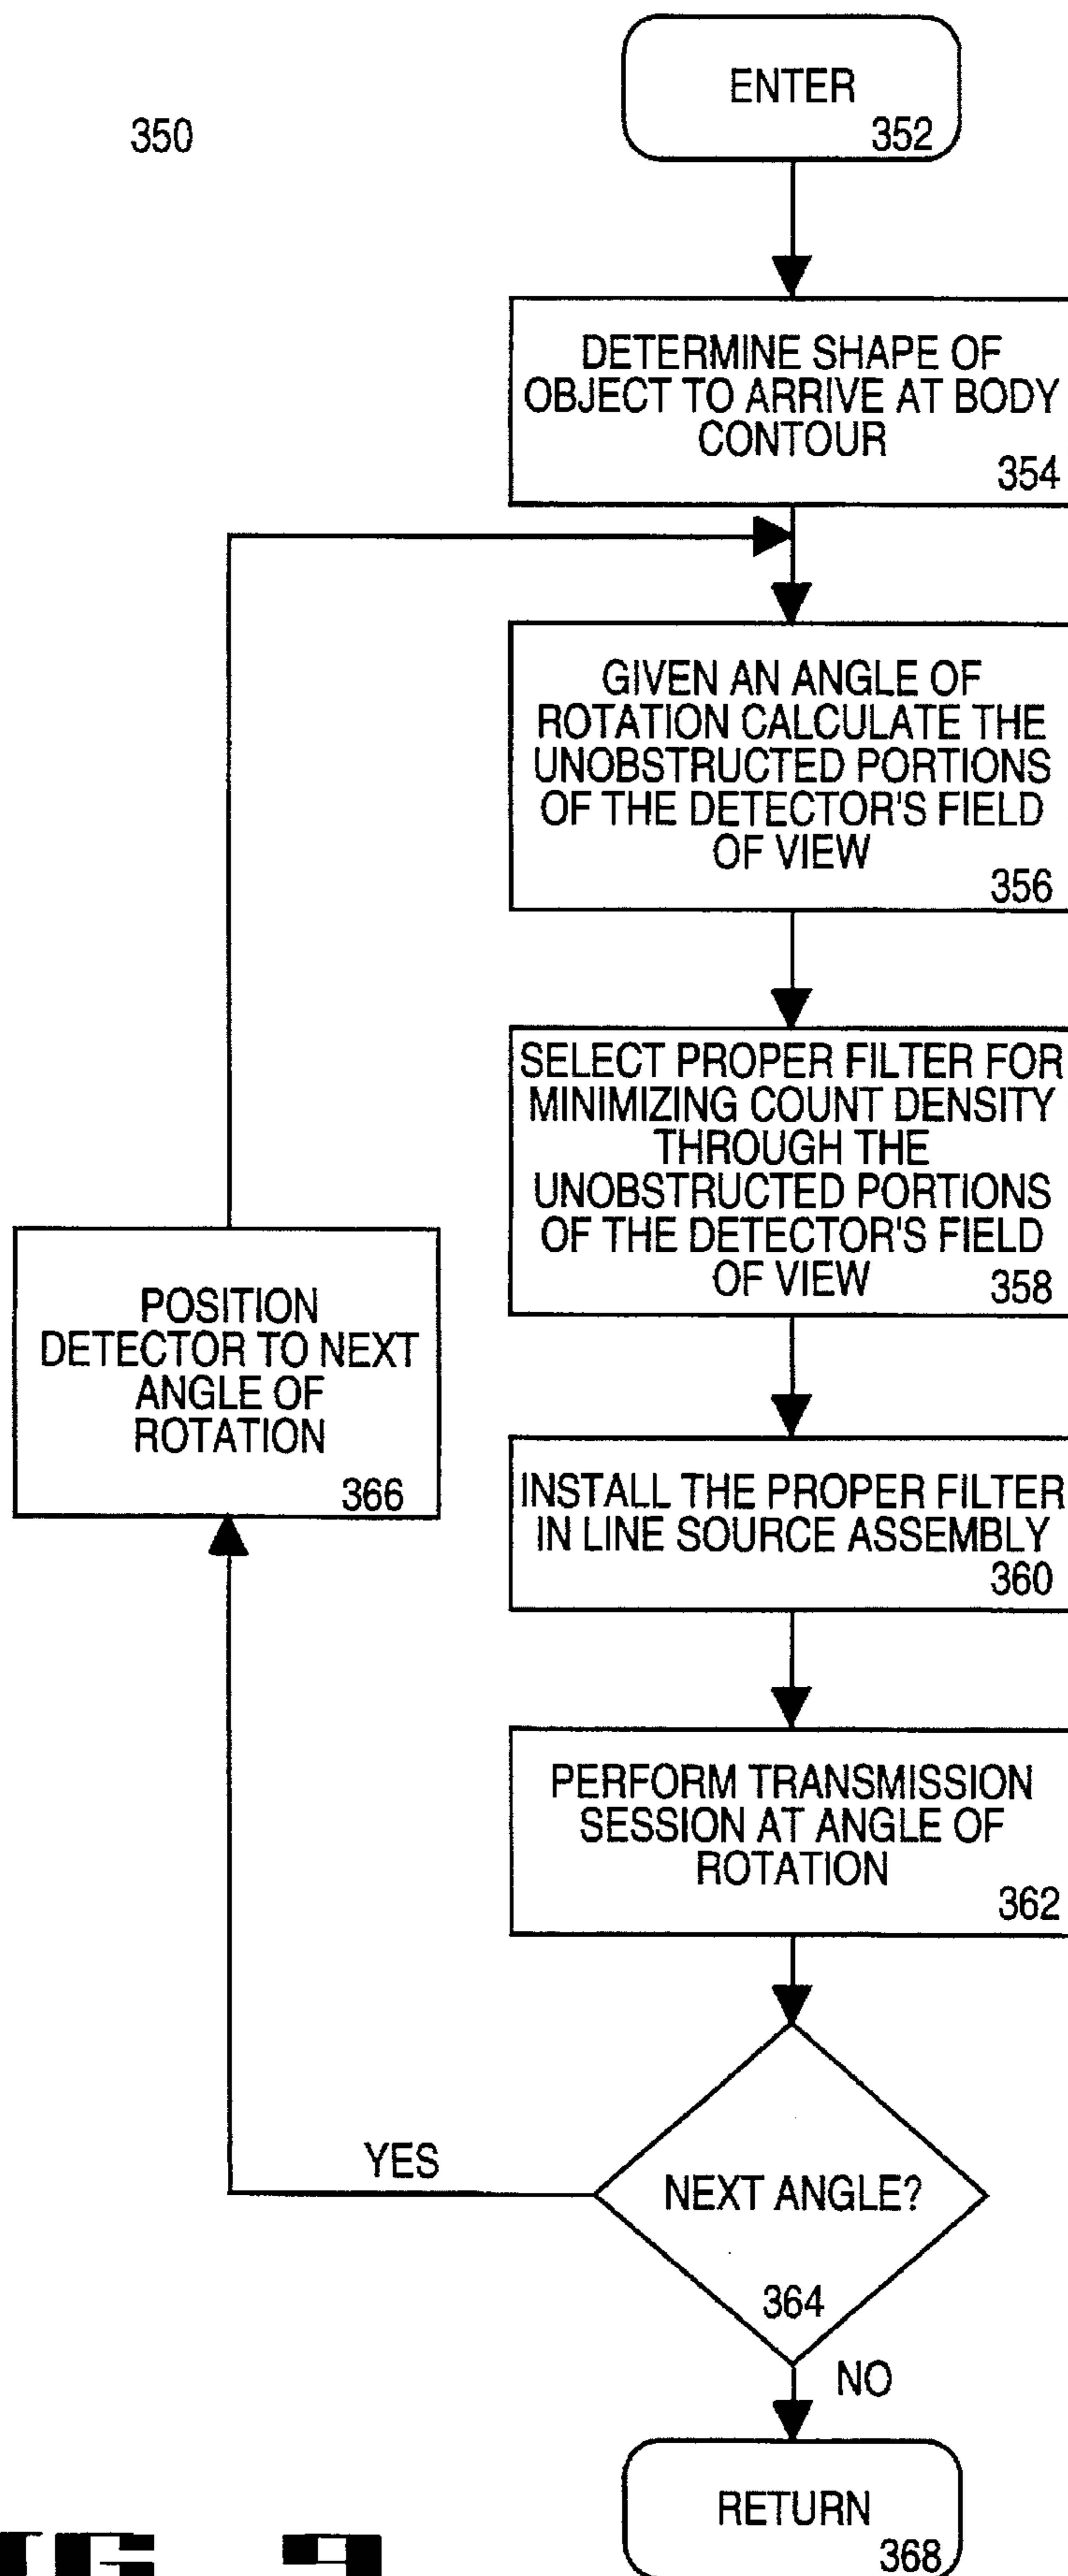 350
ENTER
352
DETERMINE SHAPE OF
OBJECT TO ARRIVE AT BODY
CONTOUR
354
GIVEN AN ANGLE OF
ROTATION CALCULATE THE
UNOBSTRUCTED PORTIONS
OF THE DETECTOR'S FIELD
OF VIEW
356
SELECT PROPER FILTER FOR
MINIMIZING COUNT DENSITY
THROUGH THE
UNOBSTRUCTED PORTIONS
OF THE DETECTOR'S FIELD
OF VIEW
358
POSITION
DETECTOR TO NEXT
ANGLE OF
ROTATION
366
INSTALL THE PROPER FILTER
IN LINE SOURCE ASSEMBLY
360
PERFORM TRANSMISSION
SESSION AT ANGLE OF
ROTATION
362
YES
NEXT ANGLE?
364
NO
RETURN
368